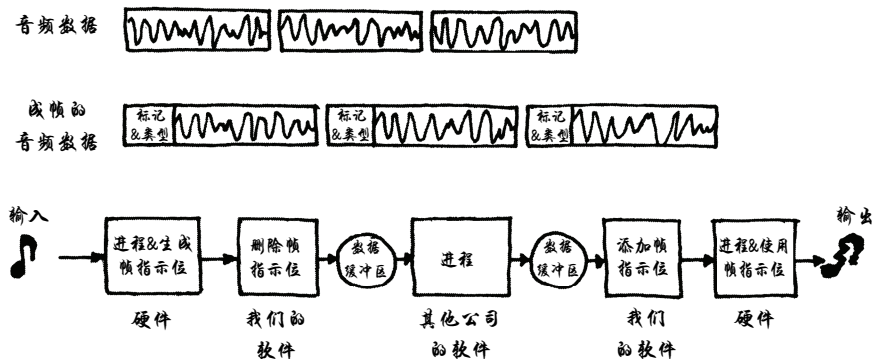 音频数据
成帧的
音频数据
标记
&类型
标记
&类型
标记
&类型
输入
输出
进程&生成
帧指示位
删除帧
指示位
数据
缓冲区
进程
数据
缓冲区
添加帧
指示位
进程&使用
帧指示位
硬件
我们的
软件
其他公司
的软件
我们
的软件
硬件